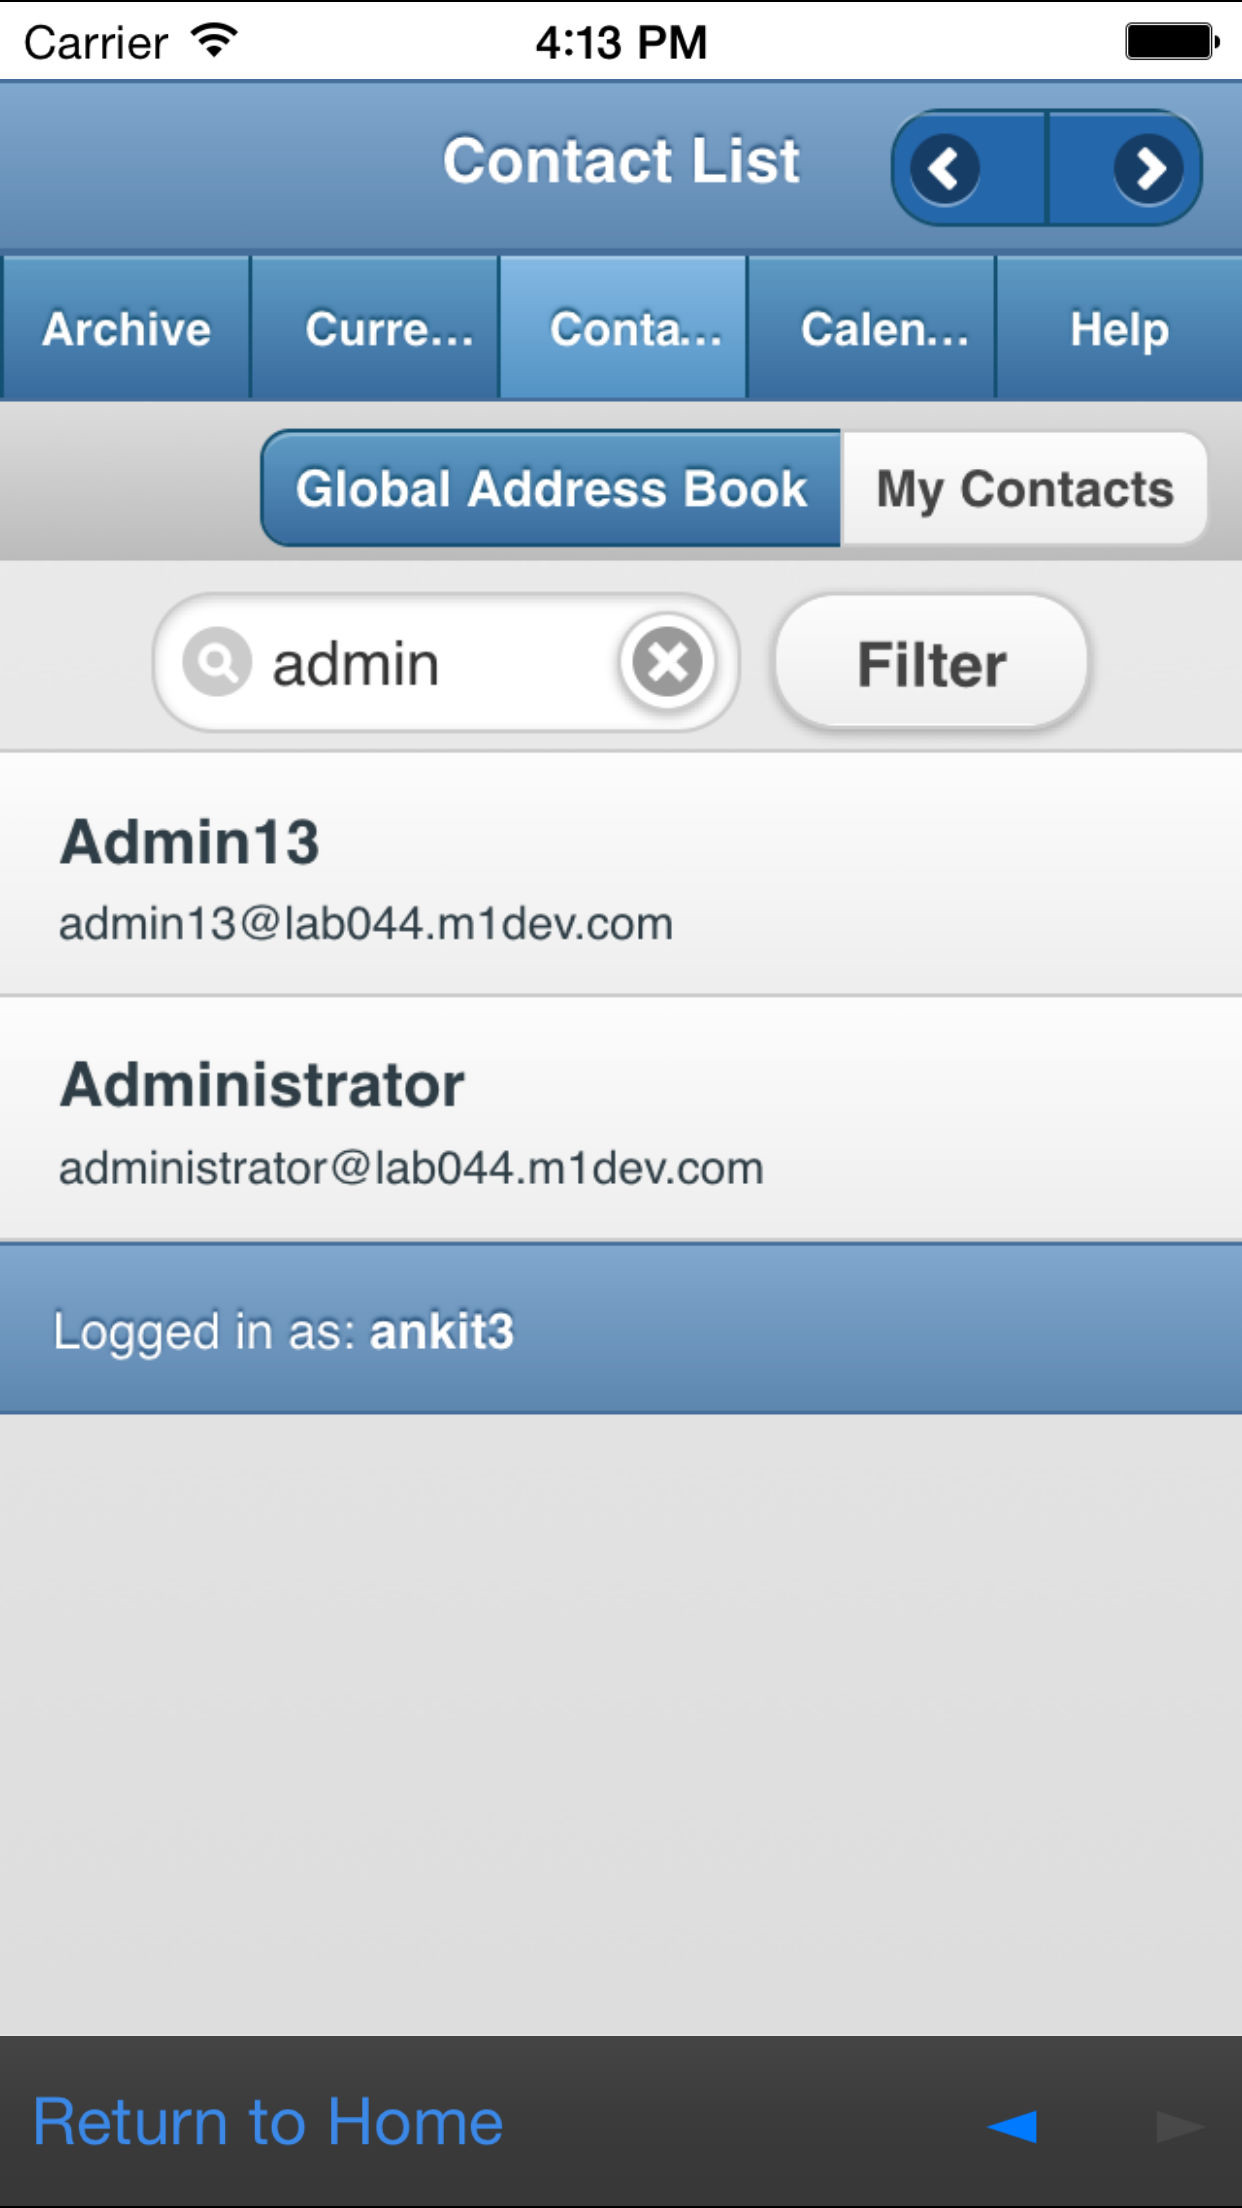 Carrier 4:13 PM
Contact List
Archive Curre... Conta... Calen... Help
Global Address Book My Contacts
admin Filter
Admin13
admin13@lab044.m1dev.com
Administrator
administrator@lab044.m1dev.com
Logged in as: ankit3
Return to Home